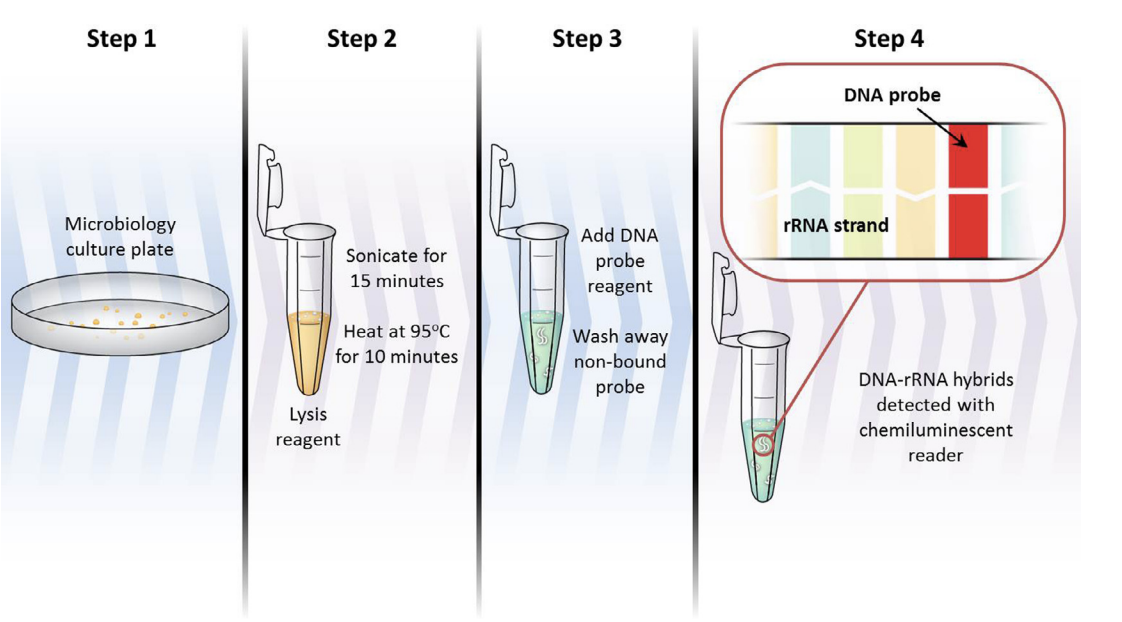 Step 1
Microbiology
culture plate
Step 2
Sonicate for
15 minutes
Heat at 95°C
for 10 minutes
Lysis
reagent
Step 3
Add DNA
probe
reagent
Wash away
non-bound
probe
Step 4
DNA probe
rRNA strand
DNA-rRNA hybrids
detected with
chemiluminescent
reader